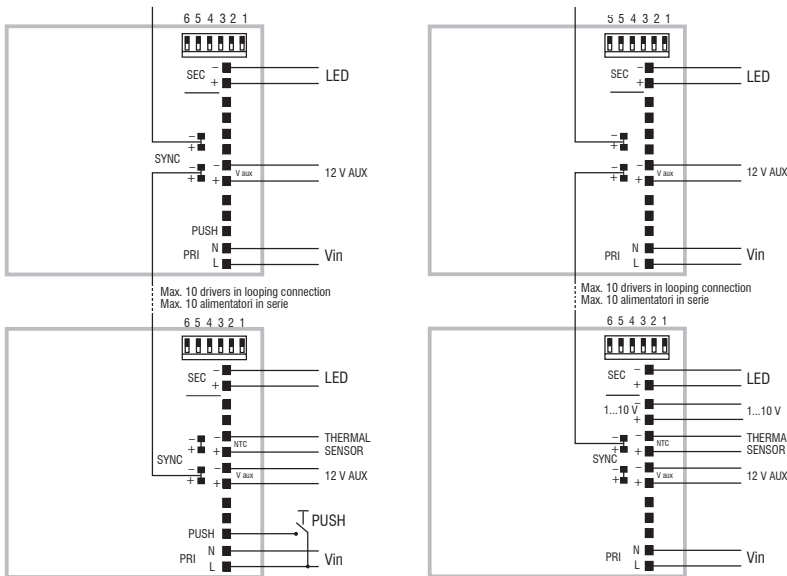 6 5 4 3 2 1
SEC
−
+
LED
−
+
SYNC
−
+
−
+
V aux
12 V AUX
PUSH
PRI
N
L
Vin
Max. 10 drivers in looping connection
Max. 10 alimentatori in serie
5 5 4 3 2 1
SEC
−
+
LED
−
+
−
+
−
+
V aux
12 V AUX
PRI
N
L
Vin
Max. 10 drivers in looping connection
Max. 10 alimentatori in serie
6 5 4 3 2 1
SEC
−
+
LED
−
+
−
+
NTC
THERMAL
SENSOR
SYNC
−
+
−
+
V aux
12 V AUX
PUSH
PUSH
PRI
N
L
Vin
6 5 4 3 2 1
SEC
−
+
LED
1...10 V
−
+
1...10 V
−
+
−
+
NTC
THERMA
SENSOR
SYNC
−
+
−
+
V aux
12 V AUX
PRI
N
L
Vin